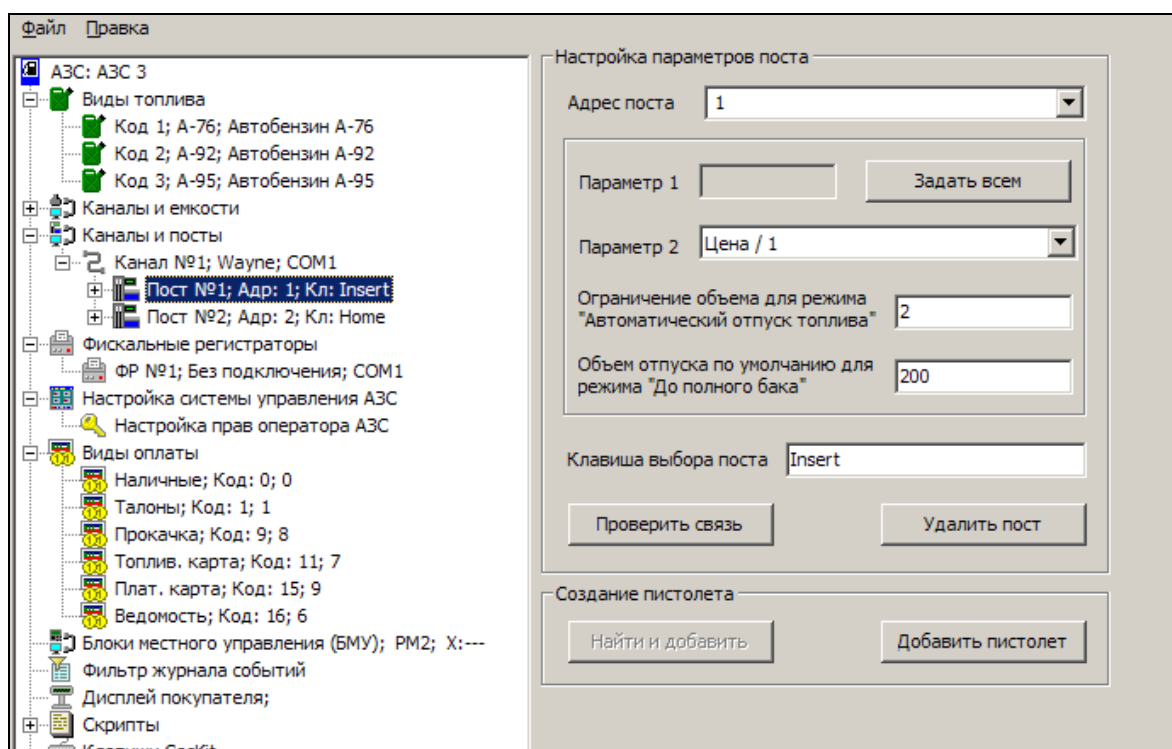 Файл Правка
АЗС: АЗС 3
Виды топлива
Код 1; А-76; Автобензин А-76
Код 2; А-92; Автобензин А-92
Код 3; А-95; Автобензин А-95
Каналы и емкости
Каналы и посты
Канал №1; Wayne; COM1
Пост №1; Адр: 1; Кл: Insert
Пост №2; Адр: 2; Кл: Home
Фискальные регистраторы
ФР №1; Без подключения; COM1
Настройка системы управления АЗС
Настройка прав оператора АЗС
Виды оплаты
Наличные; Код: 0; 0
Талоны; Код: 1; 1
Прокачка; Код: 9; 8
Топлив. карта; Код: 11; 7
Плат. карта; Код: 15; 9
Ведомость; Код: 16; 6
Блоки местного управления (БМУ); РМ2; X:---
Фильтр журнала событий
Дисплей покупателя;
Скрипты
Настройка параметров поста
Адрес поста 1
Параметр 1 Задать всем
Параметр 2 Цена / 1
Ограничение объема для режима
"Автоматический отпуск топлива" 2
Объем отпуска по умолчанию для
режима "До полного бака" 200
Клавиша выбора поста Insert
Проверить связь Удалить пост
Создание пистолета
Найти и добавить Добавить пистолет